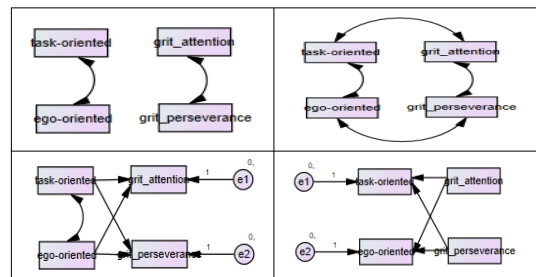 task-oriented grit_attention
ego-oriented grit_perseverance
task-oriented grit_attention
ego-oriented grit_perseverance
task-oriented grit_attention 1 0, e1
ego-oriented grit_perseverance 1 0, e2
0, e1 1 task-oriented grit_attention
0, e2 1 ego-oriented grit_perseverance